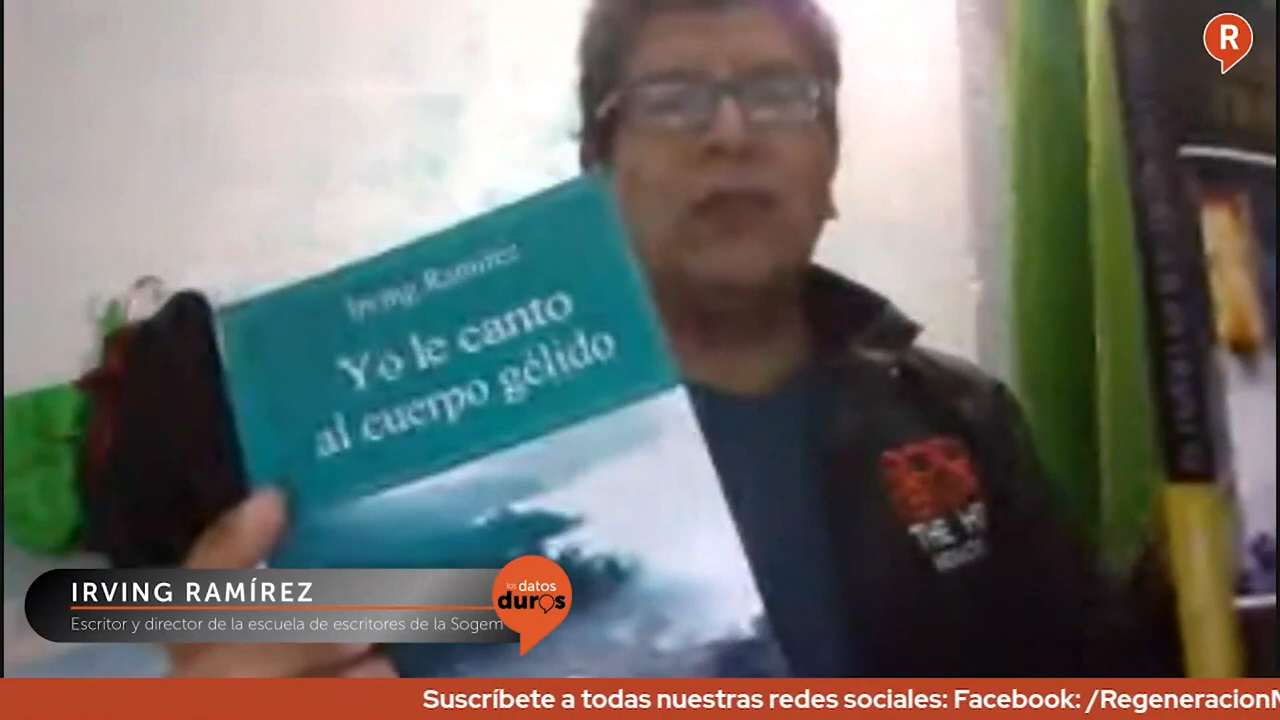 R
Irving Ramírez
Yo le canto
al cuerpo gélido
IRVING RAMÍREZ
Escritor y director de la escuela de escritores de la Sogem
los datos
duros
Suscríbete a todas nuestras redes sociales: Facebook: /Regeneracion